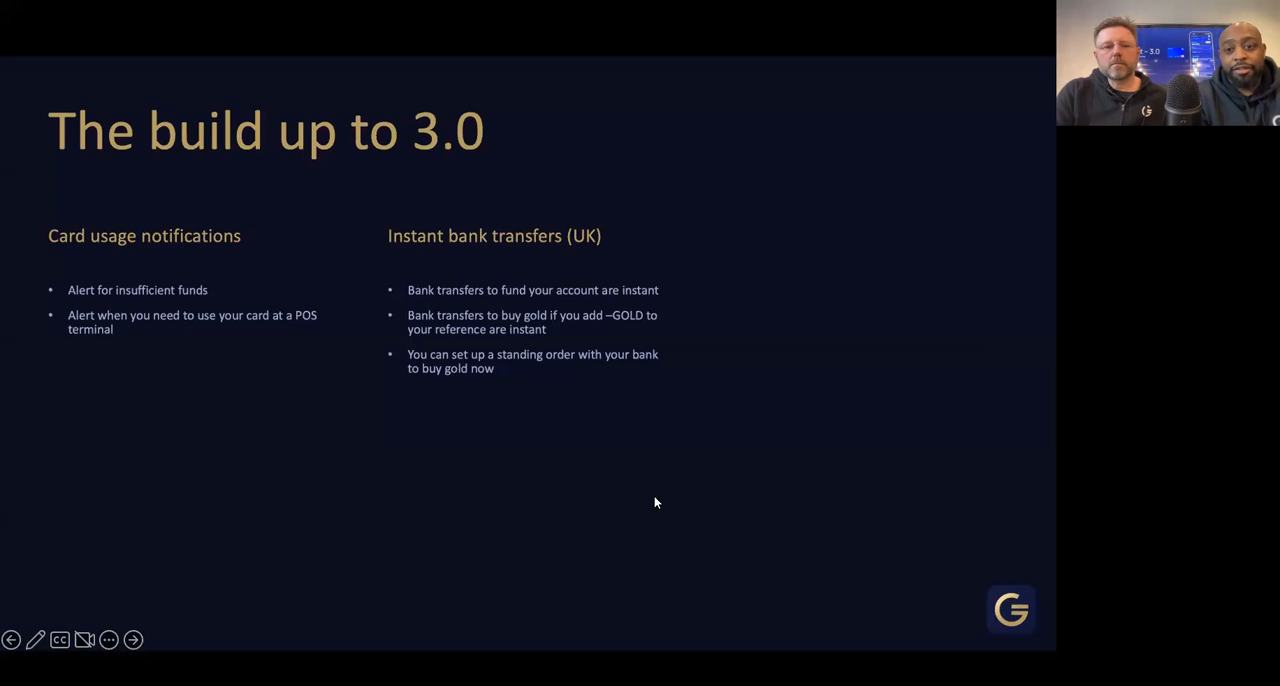 The build up to 3.0
Card usage notifications
• Alert for insufficient funds
• Alert when you need to use your card at a POS
terminal
Instant bank transfers (UK)
• Bank transfers to fund your account are instant
• Bank transfers to buy gold if you add –GOLD to
your reference are instant
• You can set up a standing order with your bank
to buy gold now
CC
3.0